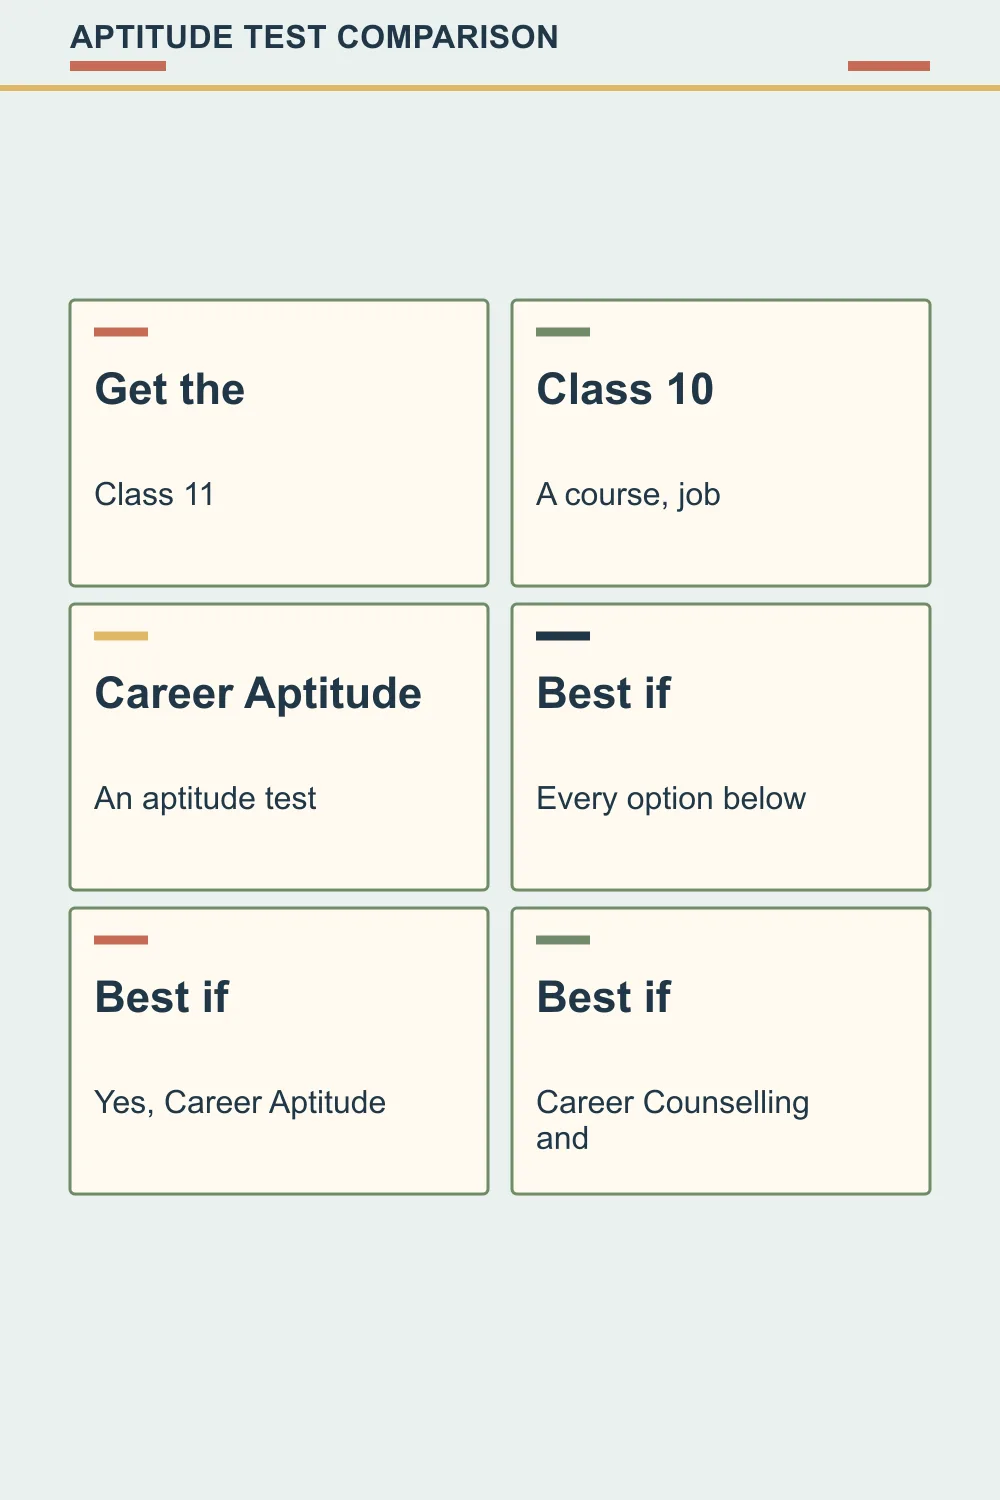 APTITUDE TEST COMPARISON
Get the
Class 11
Class 10
A course, job
Career Aptitude
An aptitude test
Best if
Every option below
Best if
Yes, Career Aptitude
Best if
Career Counselling
and